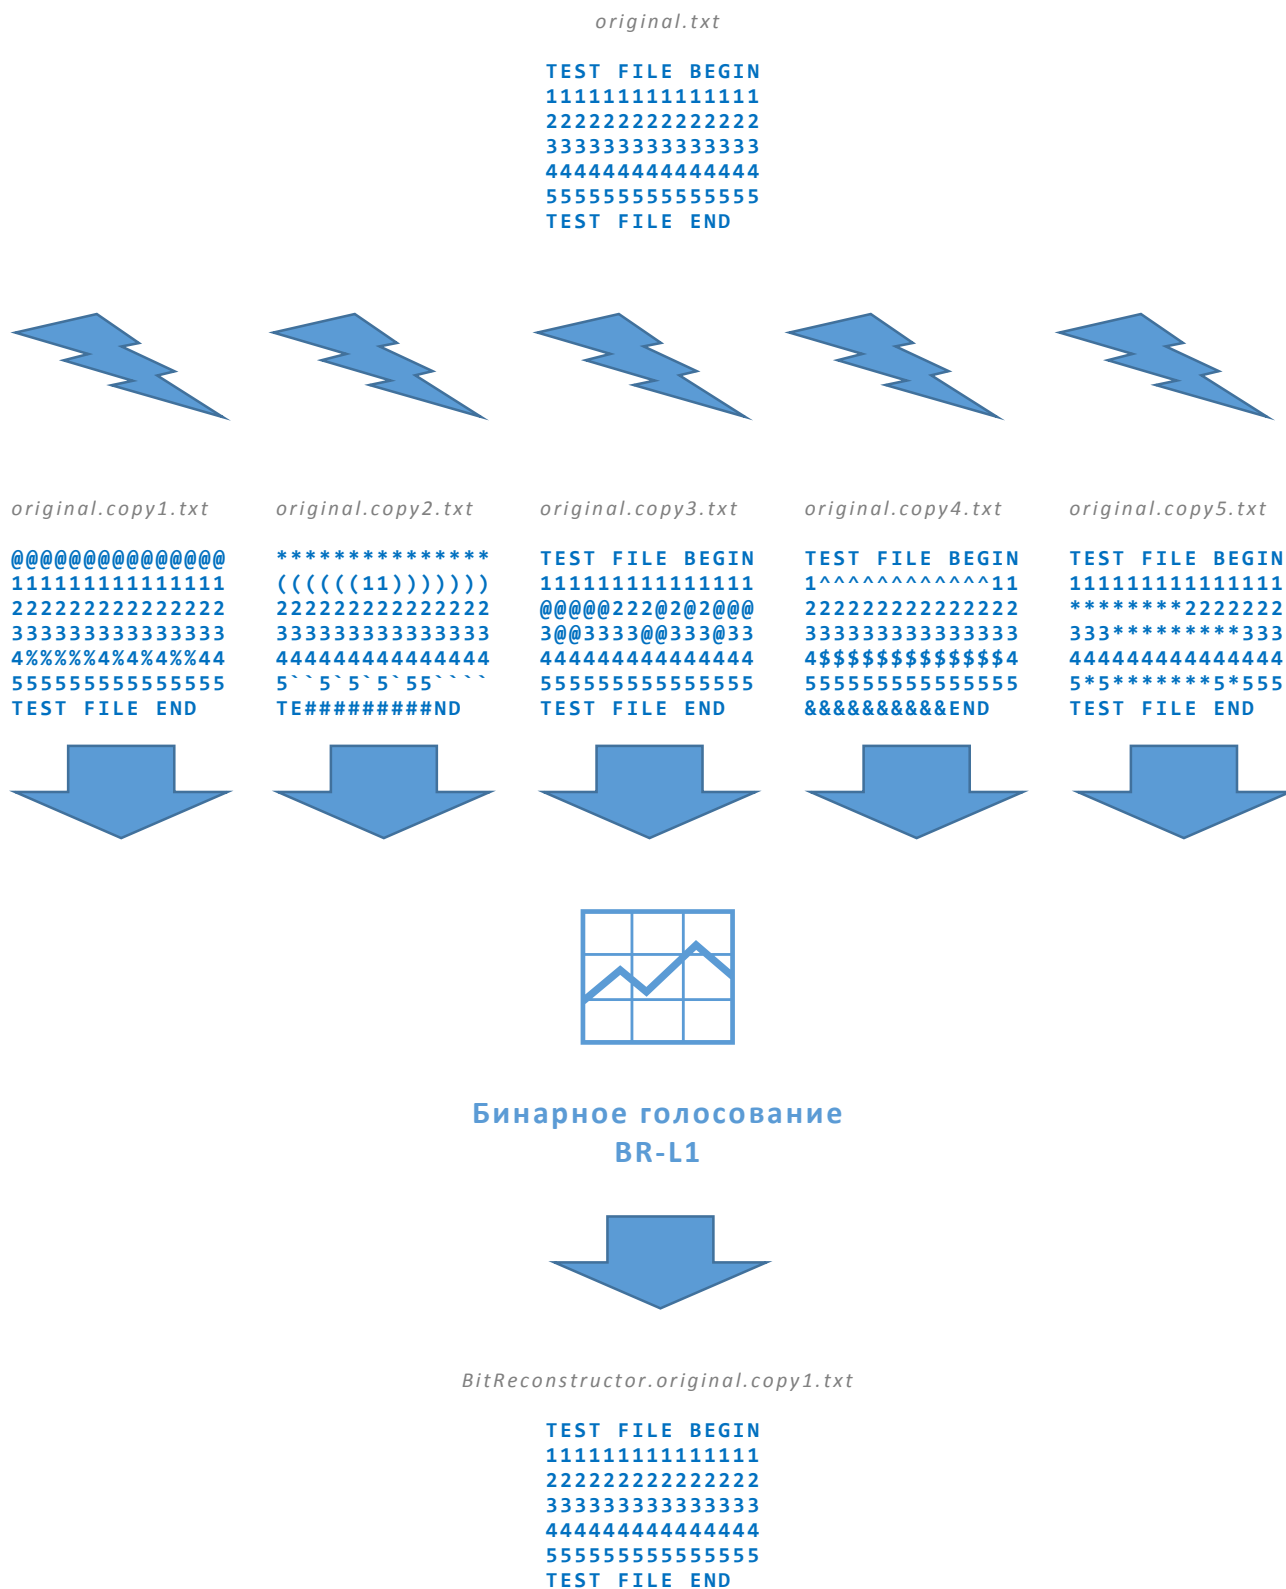 original.txt
TEST FILE BEGIN
111111111111111
222222222222222
333333333333333
444444444444444
555555555555555
TEST FILE END
original.copy1.txt
@@@@@@@@@@@@@@@
111111111111111
222222222222222
333333333333333
4%%%%%4%4%4%%44
555555555555555
TEST FILE END
original.copy2.txt
***************
((((((11)))))))
222222222222222
333333333333333
444444444444444
5``5`5`5`55````
TE#########ND
original.copy3.txt
TEST FILE BEGIN
111111111111111
@@@@@222@2@2@@@
3@@3333@@333@33
444444444444444
555555555555555
TEST FILE END
original.copy4.txt
TEST FILE BEGIN
1^^^^^^^^^^^^11
222222222222222
333333333333333
4$$$$$$$$$$$$$4
555555555555555
&&&&&&&&&&END
original.copy5.txt
TEST FILE BEGIN
111111111111111
********2222222
333*********333
444444444444444
5*5*******5*555
TEST FILE END
Бинарное голосование
BR-L1
BitReconstructor.original.copy1.txt
TEST FILE BEGIN
111111111111111
222222222222222
333333333333333
444444444444444
555555555555555
TEST FILE END